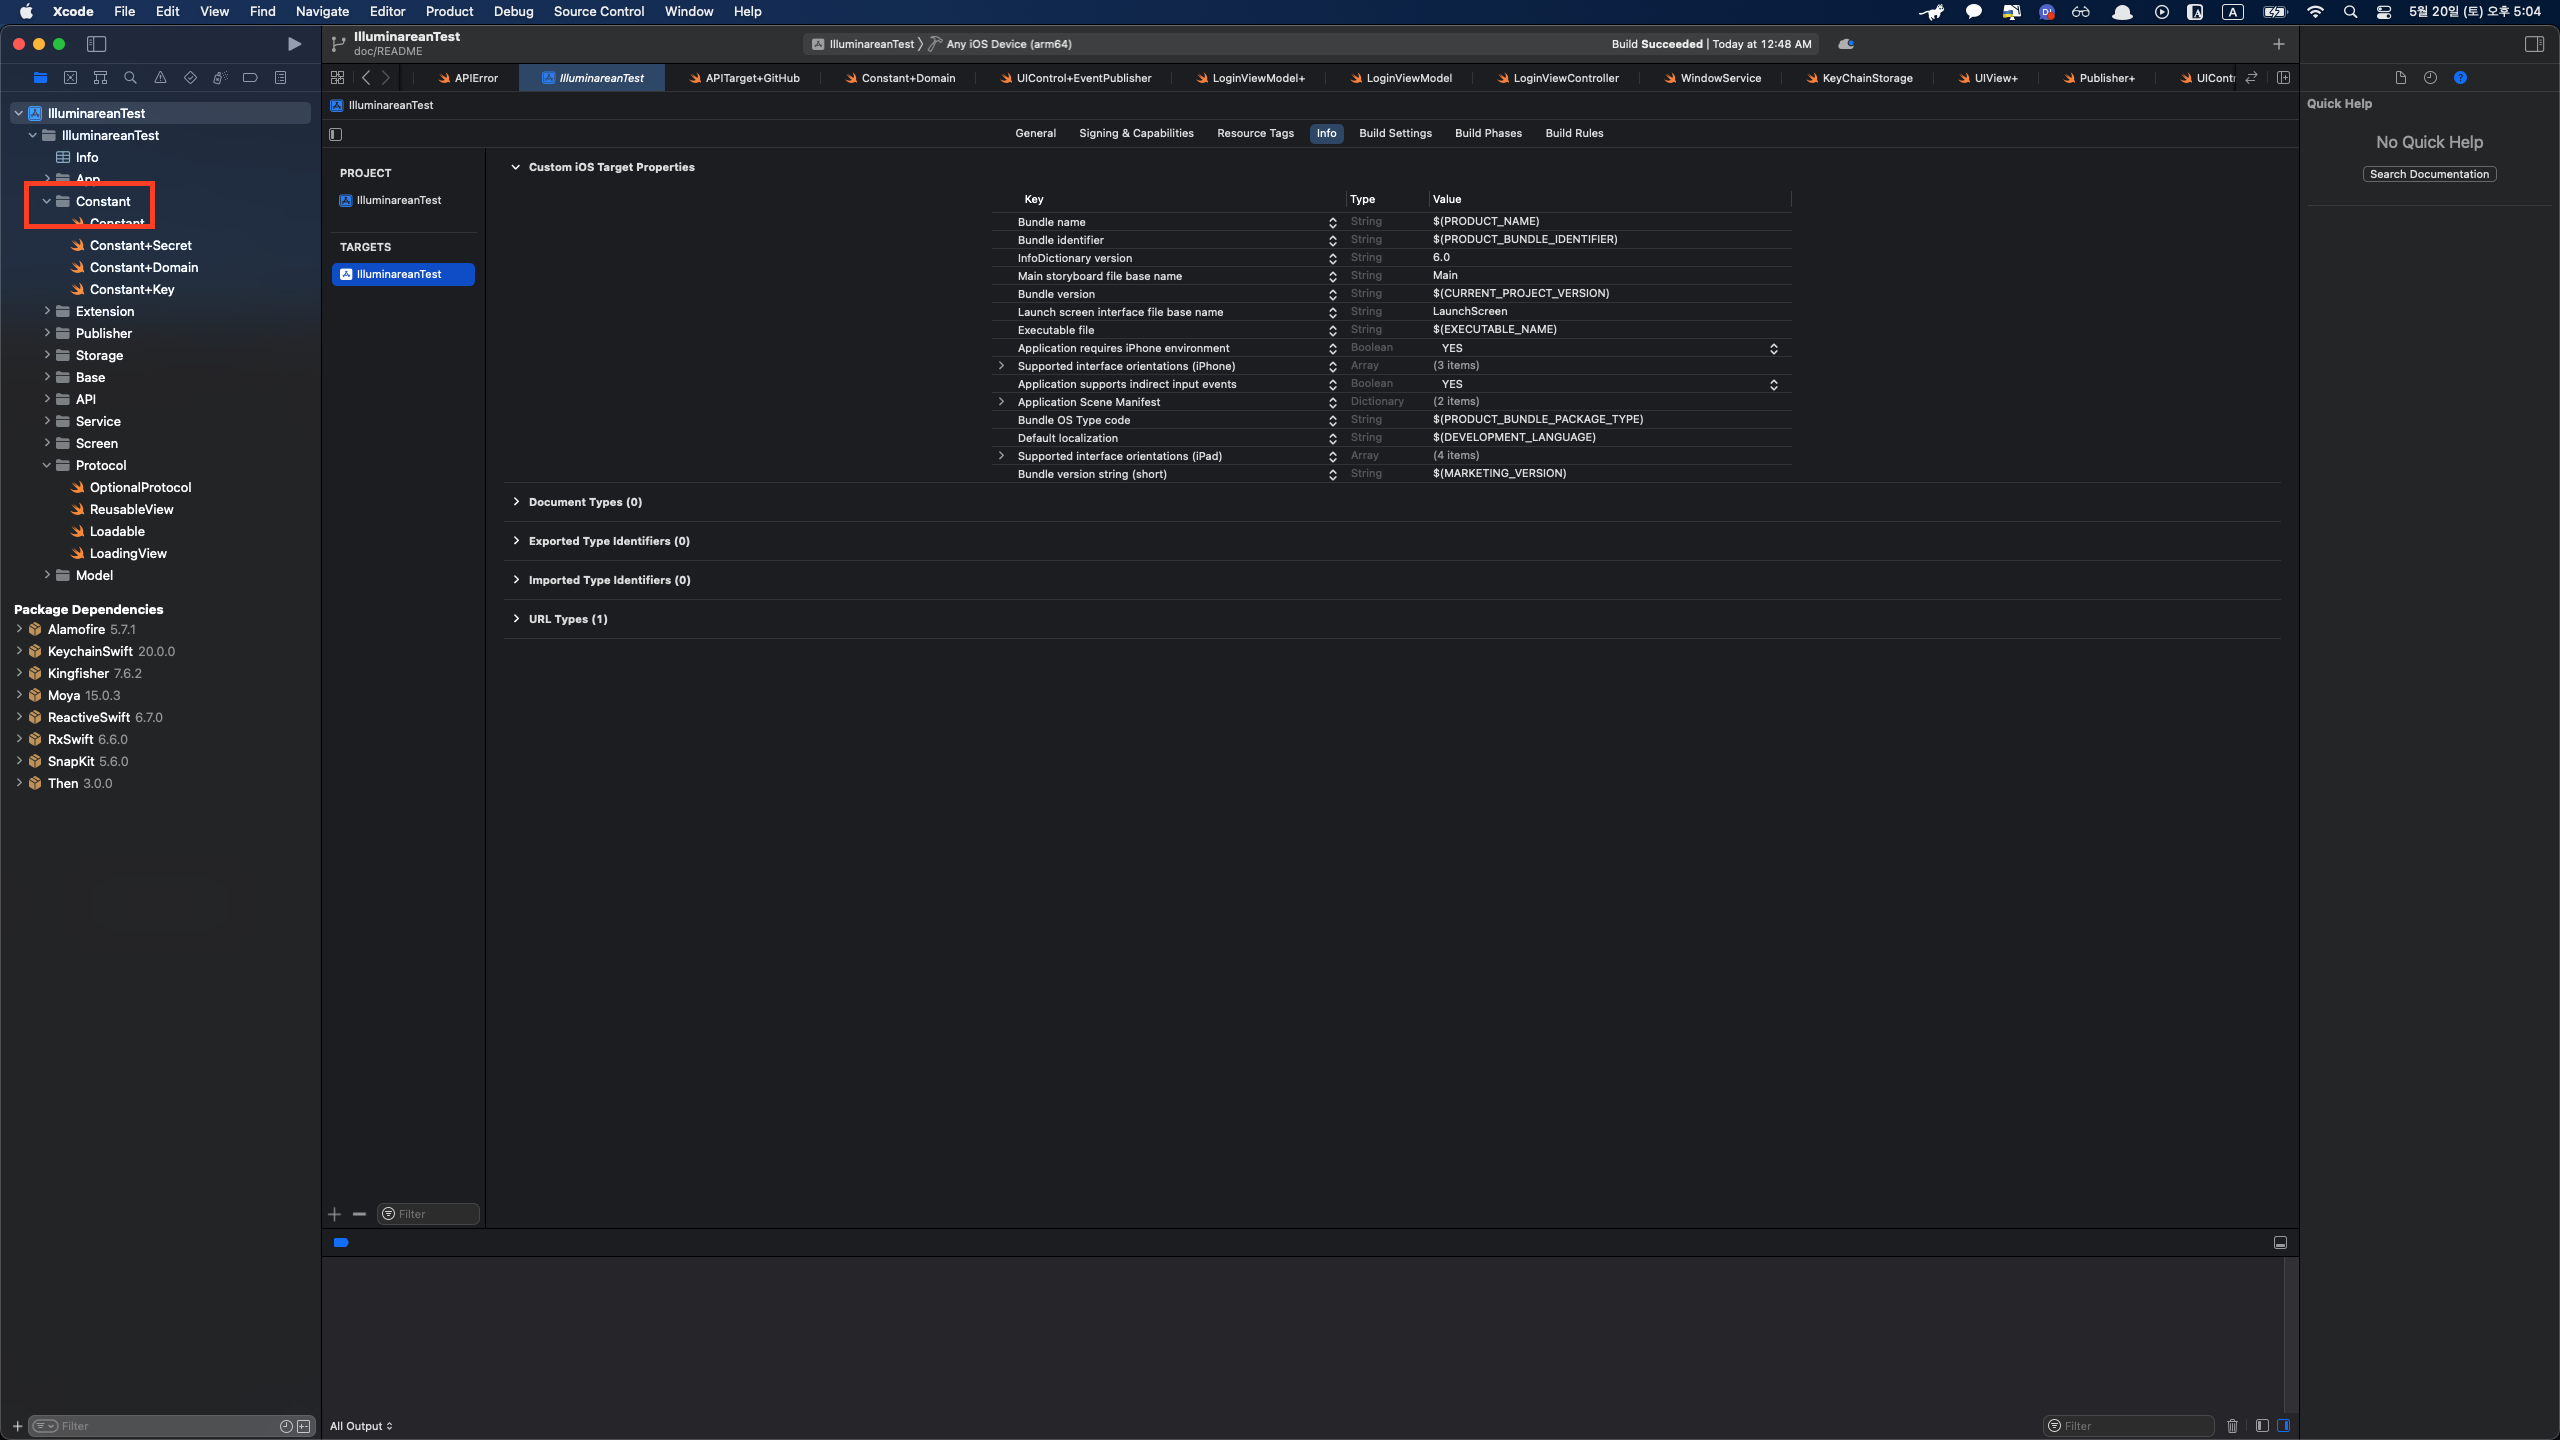 Xcode File Edit View Find Navigate Editor Product Debug Source Control Window Help
A 5월 20일 (토) 오후 5:04
IlluminareanTest
doc/README
IlluminareanTest Any iOS Device (arm64)
Build Succeeded | Today at 12:48 AM
APIError IlluminareanTest APITarget+GitHub Constant+Domain UIControl+EventPublisher LoginViewModel+ LoginViewModel LoginViewController WindowService KeyChainStorage UIView+ Publisher+ UIContr
IlluminareanTest
IlluminareanTest
Info
App
Constant
Constant
Constant+Secret
Constant+Domain
Constant+Key
Extension
Publisher
Storage
Base
API
Service
Screen
Protocol
OptionalProtocol
ReusableView
Loadable
LoadingView
Model
Package Dependencies
Alamofire 5.7.1
KeychainSwift 20.0.0
Kingfisher 7.6.2
Moya 15.0.3
ReactiveSwift 6.7.0
RxSwift 6.6.0
SnapKit 5.6.0
Then 3.0.0
Filter
IlluminareanTest
General Signing & Capabilities Resource Tags Info Build Settings Build Phases Build Rules
PROJECT
IlluminareanTest
TARGETS
IlluminareanTest
Filter
Custom iOS Target Properties
Key Type Value
Bundle name String $(PRODUCT_NAME)
Bundle identifier String $(PRODUCT_BUNDLE_IDENTIFIER)
InfoDictionary version String 6.0
Main storyboard file base name String Main
Bundle version String $(CURRENT_PROJECT_VERSION)
Launch screen interface file base name String LaunchScreen
Executable file String $(EXECUTABLE_NAME)
Application requires iPhone environment Boolean YES
Supported interface orientations (iPhone) Array (3 items)
Application supports indirect input events Boolean YES
Application Scene Manifest Dictionary (2 items)
Bundle OS Type code String $(PRODUCT_BUNDLE_PACKAGE_TYPE)
Default localization String $(DEVELOPMENT_LANGUAGE)
Supported interface orientations (iPad) Array (4 items)
Bundle version string (short) String $(MARKETING_VERSION)
Document Types (0)
Exported Type Identifiers (0)
Imported Type Identifiers (0)
URL Types (1)
All Output
Filter
Quick Help
No Quick Help
Search Documentation